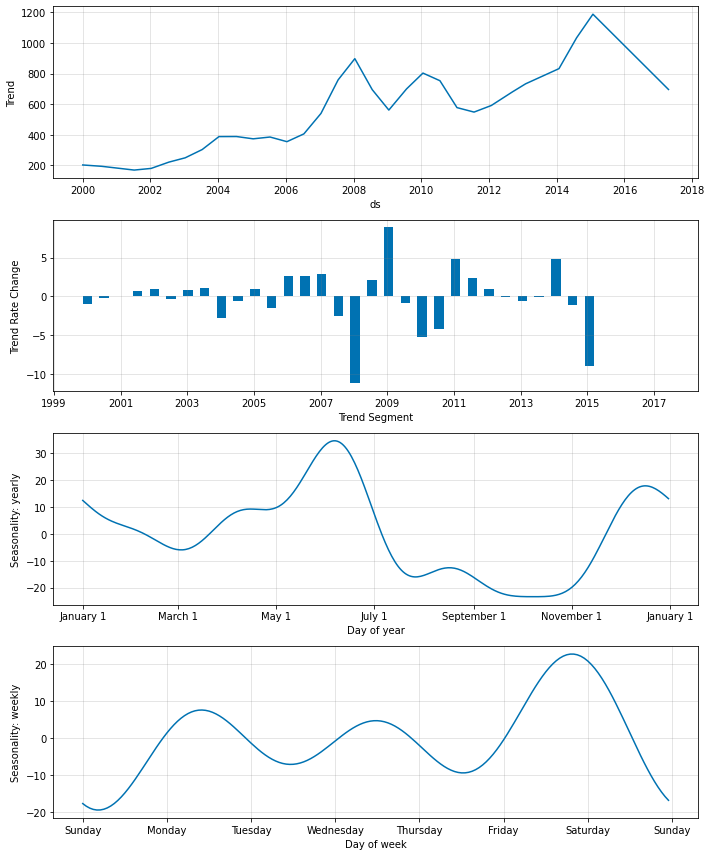 1200
1000
800
600
400
200
Trend
2000 2002 2004 2006 2008 2010 2012 2014 2016 2018
ds
5
0
−5
−10
Trend Rate Change
1999 2001 2003 2005 2007 2009 2011 2013 2015 2017
Trend Segment
30
20
10
0
−10
−20
Seasonality: yearly
January 1 March 1 May 1 July 1 September 1 November 1 January 1
Day of year
20
10
0
−10
−20
Seasonality: weekly
Sunday Monday Tuesday Wednesday Thursday Friday Saturday Sunday
Day of week